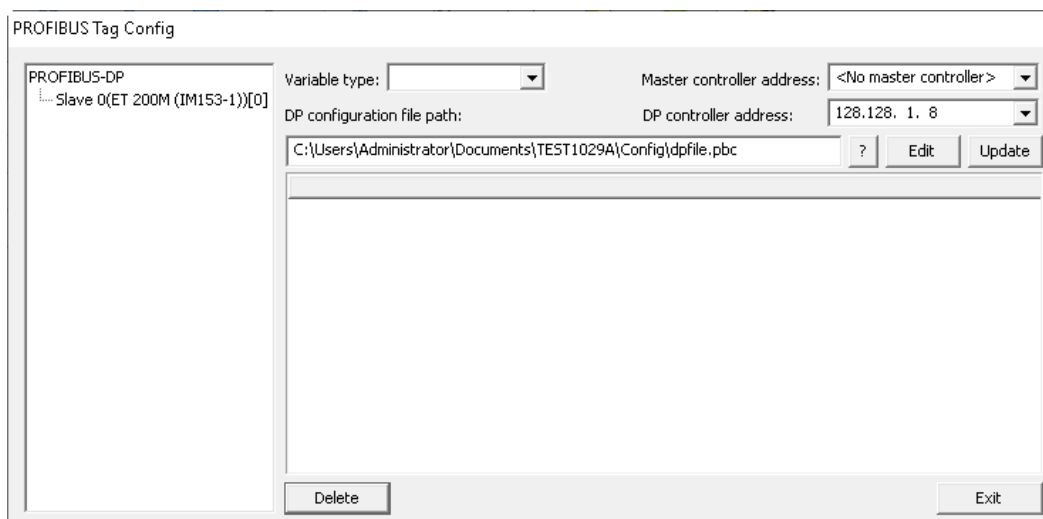 PROFIBUS Tag Config
PROFIBUS-DP
Slave 0(ET 200M (IM153-1))[0]
Variable type:
Master controller address: <No master controller>
DP configuration file path:
DP controller address: 128.128. 1. 8
C:\Users\Administrator\Documents\TEST1029A\Config\dpfile.pbc
? Edit Update
Delete
Exit